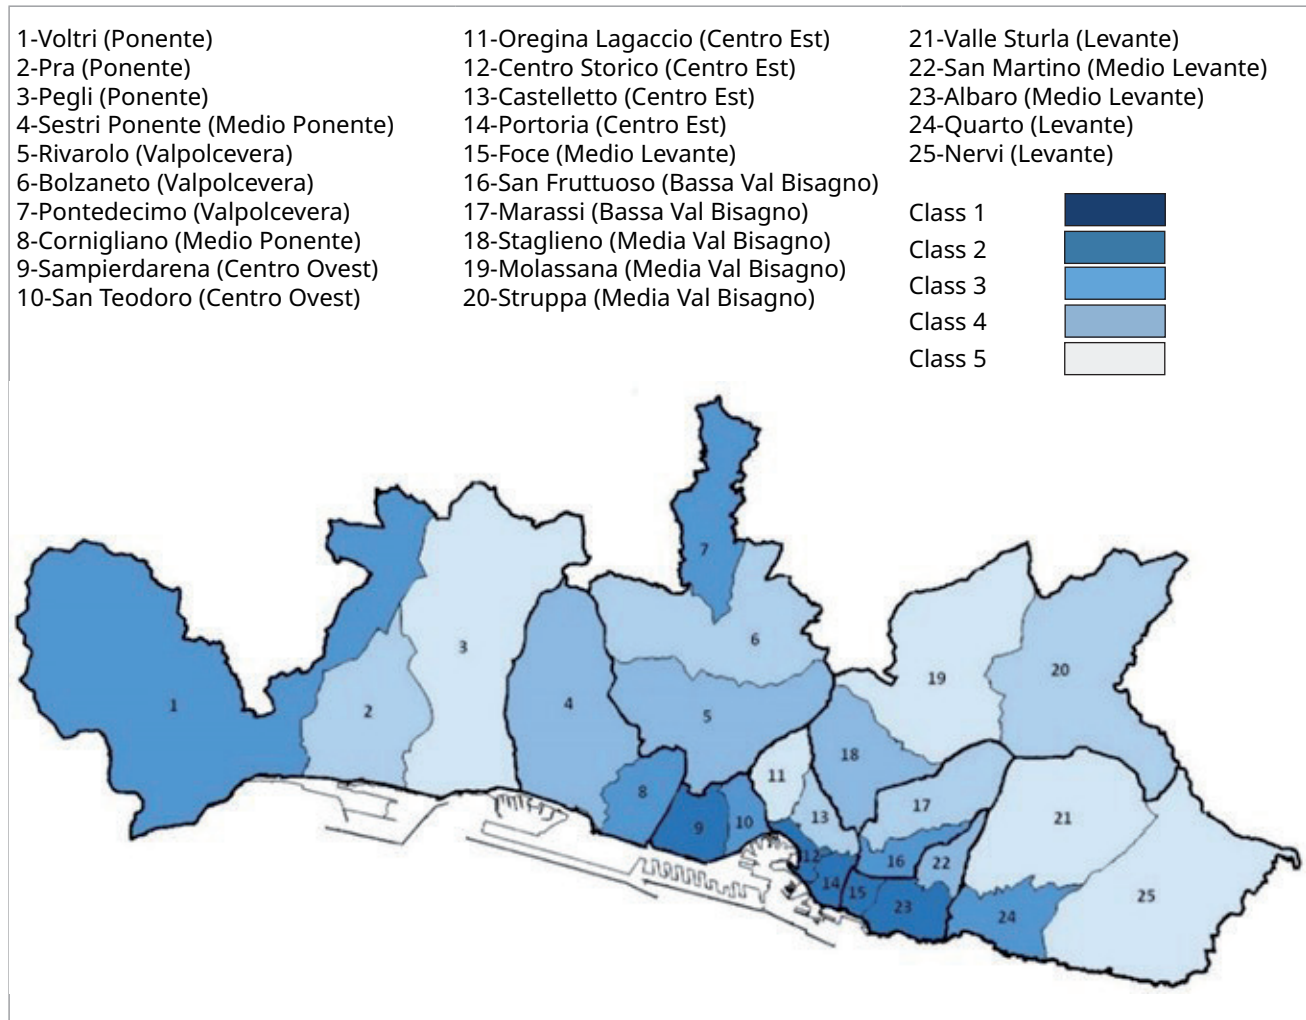 1-Voltri (Ponente)
2-Pra (Ponente)
3-Pegli (Ponente)
4-Sestri Ponente (Medio Ponente)
5-Rivarolo (Valpolcevera)
6-Bolzaneto (Valpolcevera)
7-Pontedecimo (Valpolcevera)
8-Cornigliano (Medio Ponente)
9-Sampierdarena (Centro Ovest)
10-San Teodoro (Centro Ovest)
11-Oregina Lagaccio (Centro Est)
12-Centro Storico (Centro Est)
13-Castelletto (Centro Est)
14-Portoria (Centro Est)
15-Foce (Medio Levante)
16-San Fruttuoso (Bassa Val Bisagno)
17-Marassi (Bassa Val Bisagno)
18-Staglieno (Media Val Bisagno)
19-Molassana (Media Val Bisagno)
20-Struppa (Media Val Bisagno)
21-Valle Sturla (Levante)
22-San Martino (Medio Levante)
23-Albaro (Medio Levante)
24-Quarto (Levante)
25-Nervi (Levante)
Class 1
Class 2
Class 3
Class 4
Class 5
7
6
3
19
20
1
2
4
5
18
11
8
17
13
21
9
10
12
16
22
14
15
23
24
25